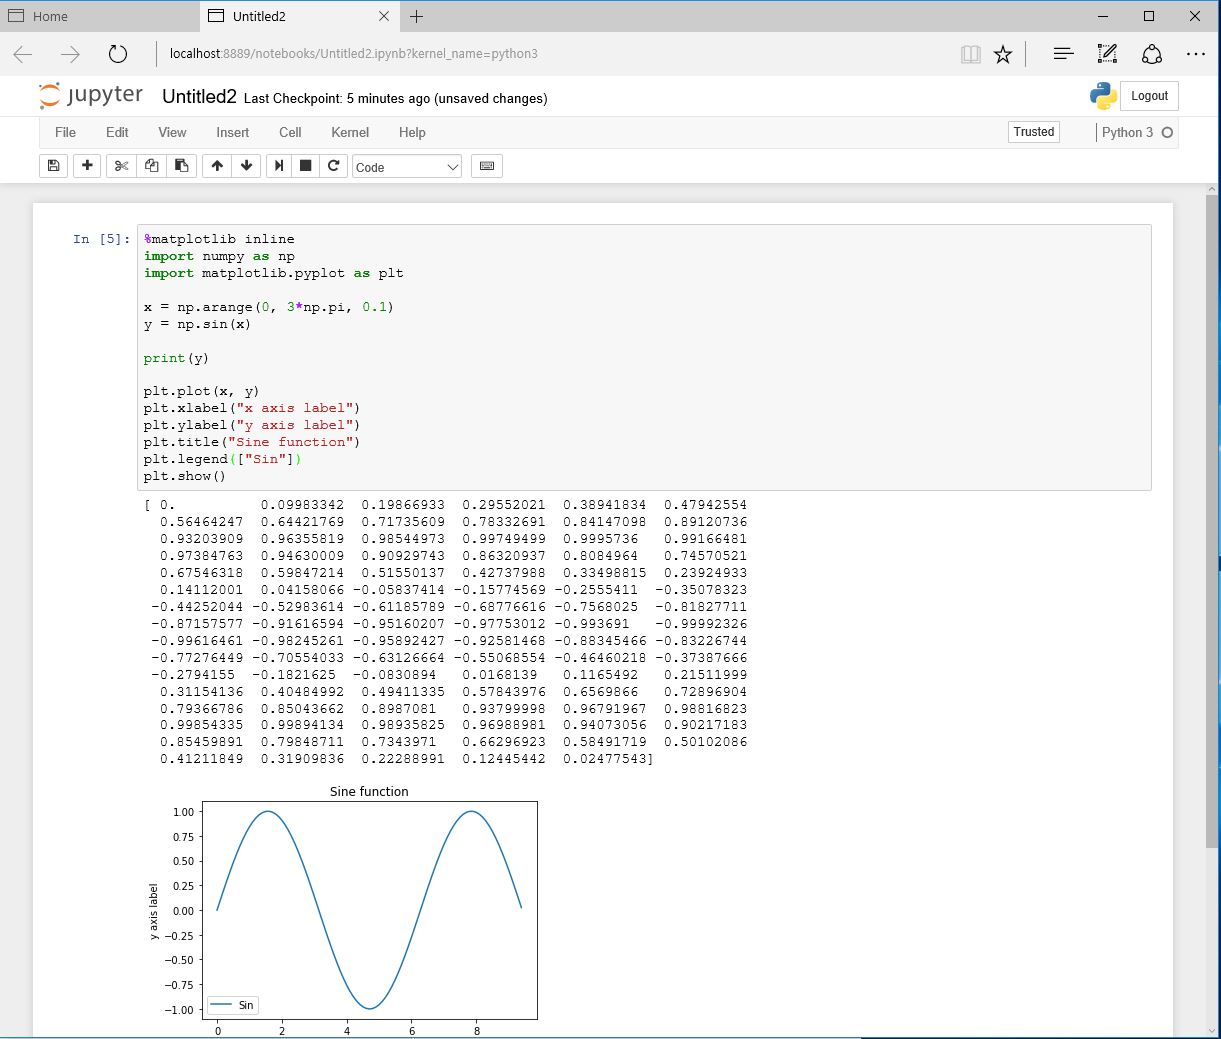 Home
Untitled2
localhost:8889/notebooks/Untitled2.ipynb?kernel_name=python3
jupyter Untitled2 Last Checkpoint: 5 minutes ago (unsaved changes)
Logout
File Edit View Insert Cell Kernel Help
Trusted
Python 3
Code
In [5]:
%matplotlib inline
import numpy as np
import matplotlib.pyplot as plt
x = np.arange(0, 3*np.pi, 0.1)
y = np.sin(x)
print(y)
plt.plot(x, y)
plt.xlabel("x axis label")
plt.ylabel("y axis label")
plt.title("Sine function")
plt.legend(["Sin"])
plt.show()
[ 0. 0.09983342 0.19866933 0.29552021 0.38941834 0.47942554
0.56464247 0.64421769 0.71735609 0.78332691 0.84147098 0.89120736
0.93203909 0.96355819 0.98544973 0.99749499 0.9995736 0.99166481
0.97384763 0.94630009 0.90929743 0.86320937 0.8084964 0.74570521
0.67546318 0.59847214 0.51550137 0.42737988 0.33498815 0.23924933
0.14112001 0.04158066 -0.05837414 -0.15774569 -0.2555411 -0.35078323
-0.44252044 -0.52983614 -0.61185789 -0.68776616 -0.7568025 -0.81827711
-0.87157577 -0.91616594 -0.95160207 -0.97753012 -0.993691 -0.99992326
-0.99616461 -0.98245261 -0.95892427 -0.92581468 -0.88345466 -0.83226744
-0.77276449 -0.70554033 -0.63126664 -0.55068554 -0.46460218 -0.37387666
-0.2794155 -0.1821625 -0.0830894 0.0168139 0.1165492 0.21511999
0.31154136 0.40484992 0.49411335 0.57843976 0.6569866 0.72896904
0.79366786 0.85043662 0.8987081 0.93799998 0.96791967 0.98816823
0.99854335 0.99894134 0.98935825 0.96988981 0.94073056 0.90217183
0.85459891 0.79848711 0.7343971 0.66296923 0.58491719 0.50102086
0.41211849 0.31909836 0.22288991 0.12445442 0.02477543]
Sine function
1.00
0.75
0.50
0.25
0.00
−0.25
−0.50
−0.75
−1.00
y axis label
Sin
0 2 4 6 8